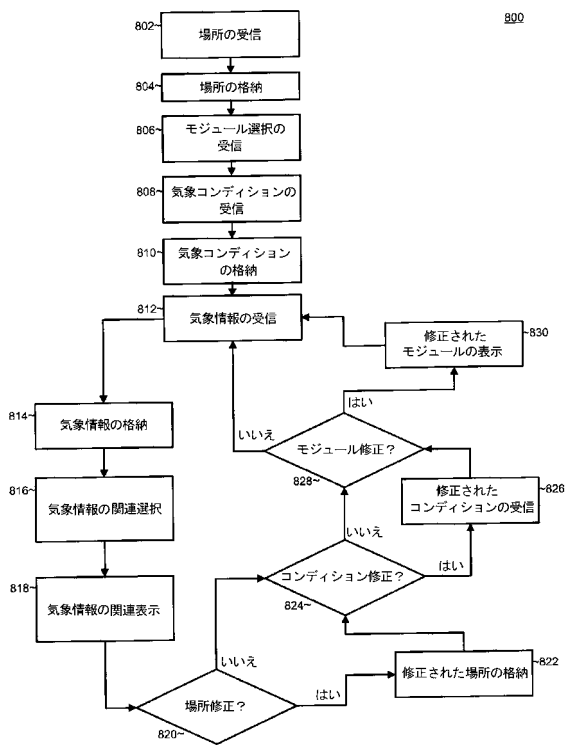 800
802~
場所の受信
804~
場所の格納
806~
モジュール選択の
受信
808~
気象コンディションの
受信
810~
気象コンディション
の格納
812~
気象情報の受信
814~
気象情報の格納
816~
気象情報の関連選択
818~
気象情報の関連表示
820~
場所修正？
いいえ
はい
修正された場所の格納
~822
コンディション修正？
824~
いいえ
はい
修正された
コンディションの受信
~826
モジュール修正？
828~
いいえ
はい
修正された
モジュールの表示
~830